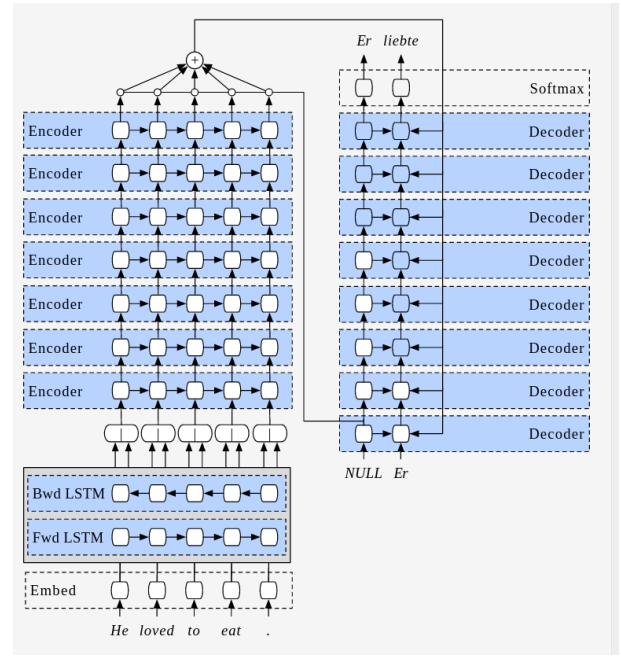 Er liebte
Softmax
Encoder
Encoder
Encoder
Encoder
Encoder
Encoder
Encoder
Decoder
Decoder
Decoder
Decoder
Decoder
Decoder
Decoder
Decoder
NULL Er
Bwd LSTM
Fwd LSTM
Embed
He loved to eat .